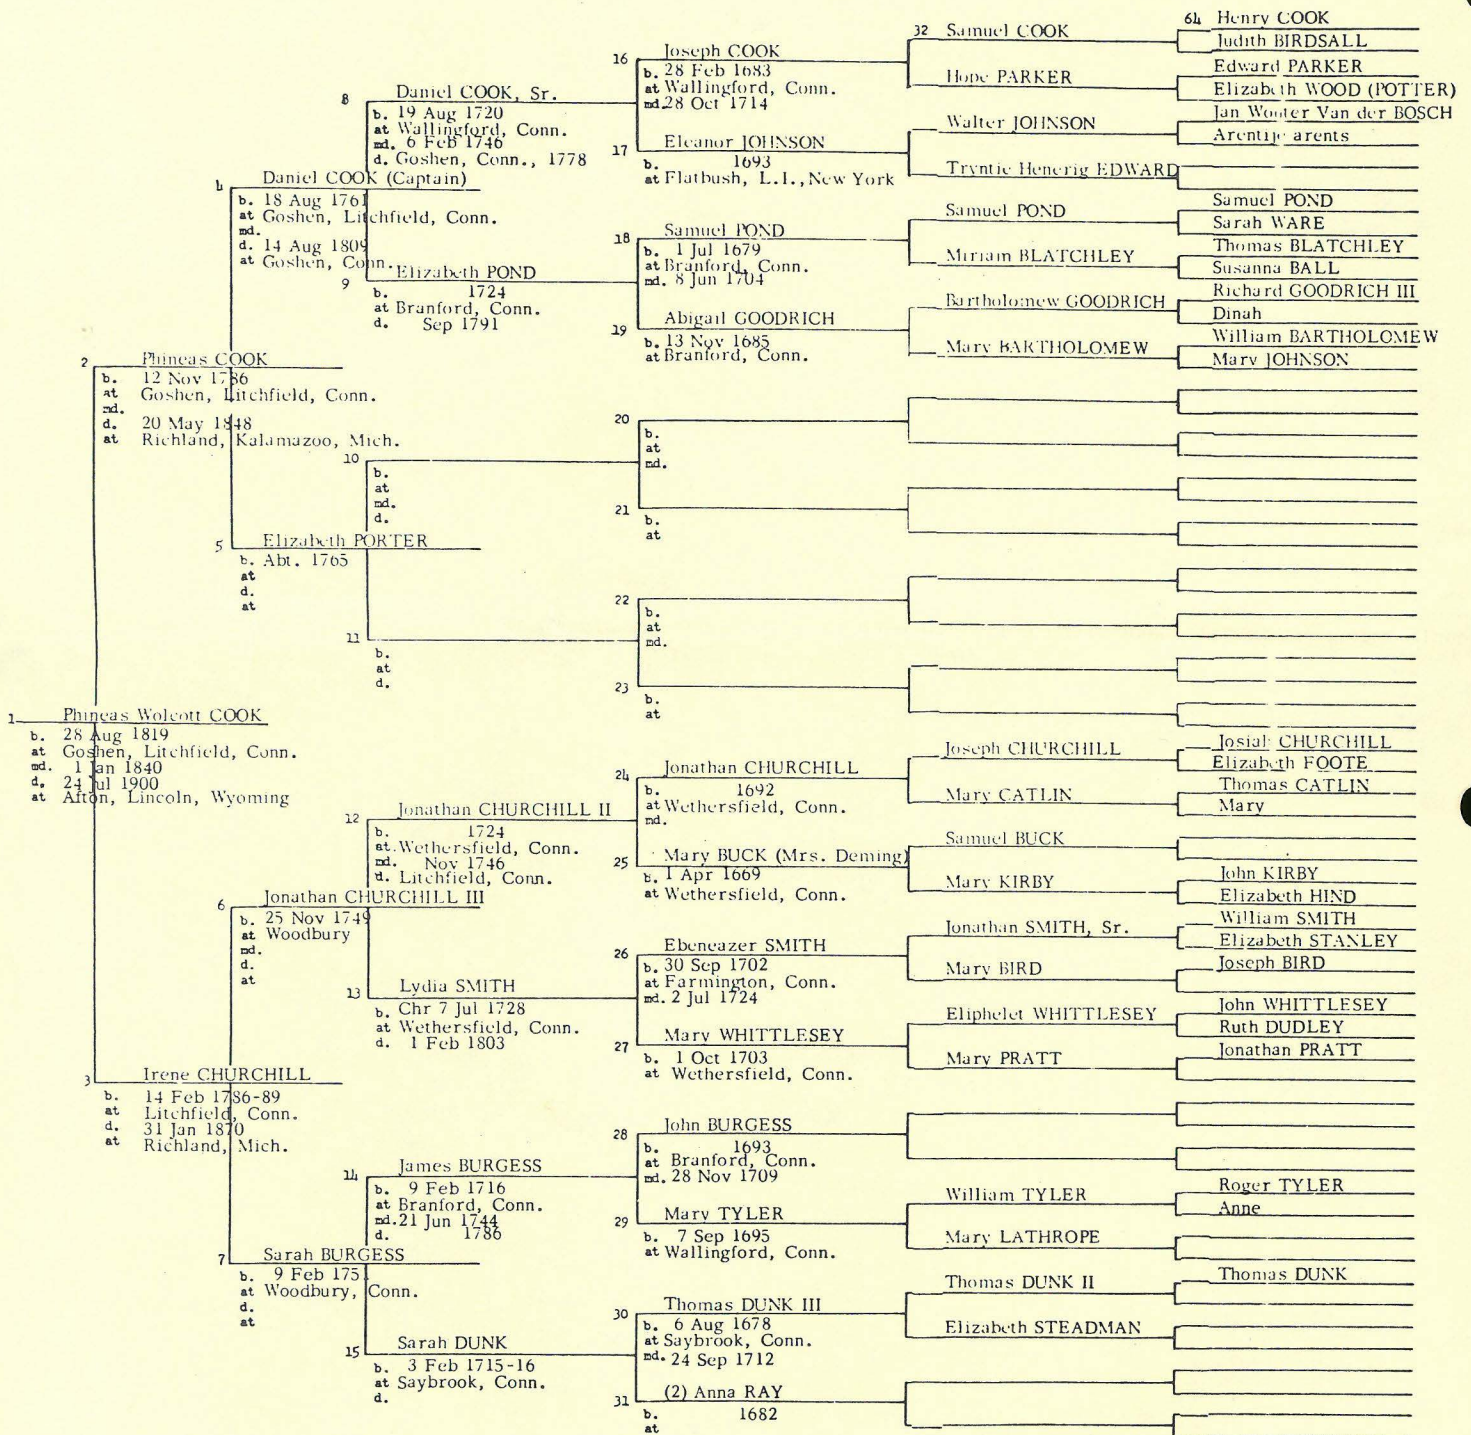 1 Phineas Wolcott COOK
b. 28 Aug 1819
at Goshen, Litchfield, Conn.
md. 1 Jan 1840
d. 24 Jul 1900
at Afton, Lincoln, Wyoming
2 Phineas COOK
b. 12 Nov 1786
at Goshen, Litchfield, Conn.
md.
d. 20 May 1848
at Richland, Kalamazoo, Mich.
3 Irene CHURCHILL
b. 14 Feb 1786-89
at Litchfield, Conn.
d. 31 Jan 1870
at Richland, Mich.
4 Daniel COOK (Captain)
b. 18 Aug 1761
at Goshen, Litchfield, Conn.
md.
d. 14 Aug 1809
at Goshen, Conn.
5 Elizabeth PORTER
b. Abt. 1765
at
d.
at
6 Jonathan CHURCHILL III
b. 25 Nov 1749
at Woodbury
md.
d.
at
7 Sarah BURGESS
b. 9 Feb 1751
at Woodbury, Conn.
d.
at
8 Daniel COOK, Sr.
b. 19 Aug 1720
at Wallingford, Conn.
md. 6 Feb 1746
d. Goshen, Conn., 1778
9 Elizabeth POND
b. 1724
at Branford, Conn.
d. Sep 1791
10
b.
at
md.
d.
11
b.
at
d.
12 Jonathan CHURCHILL II
b. 1724
at. Wethersfield, Conn.
md. Nov 1746
d. Litchfield, Conn.
13 Lydia SMITH
b. Chr 7 Jul 1728
at Wethersfield, Conn.
d. 1 Feb 1803
14 James BURGESS
b. 9 Feb 1716
at Branford, Conn.
md. 21 Jun 1744
d. 1786
15 Sarah DUNK
b. 3 Feb 1715-16
at Saybrook, Conn.
d.
16 Joseph COOK
b. 28 Feb 1683
at Wallingford, Conn.
md. 28 Oct 1714
17 Eleanor JOHNSON
b. 1693
at Flatbush, L.I., New York
18 Samuel POND
b. 1 Jul 1679
at Branford, Conn.
md. 8 Jun 1704
19 Abigail GOODRICH
b. 13 Nov 1685
at Branford, Conn.
20
b.
at
md.
21
b.
at
22
b.
at
md.
23
b.
at
24 Jonathan CHURCHILL
b. 1692
at Wethersfield, Conn.
md.
25 Mary BUCK (Mrs. Deming)
b. 1 Apr 1669
at Wethersfield, Conn.
26 Ebeneazer SMITH
b. 30 Sep 1702
at Farmington, Conn.
md. 2 Jul 1724
27 Mary WHITTLESEY
b. 1 Oct 1703
at Wethersfield, Conn.
28 John BURGESS
b. 1693
at Branford, Conn.
md. 28 Nov 1709
29 Mary TYLER
b. 7 Sep 1695
at Wallingford, Conn.
30 Thomas DUNK III
b. 6 Aug 1678
at Saybrook, Conn.
md. 24 Sep 1712
31 (2) Anna RAY
b. 1682
at
32 Samuel COOK
Hope PARKER
Walter JOHNSON
Tryntie Henerig EDWARD
Samuel POND
Miriam BLATCHLEY
Bartholomew GOODRICH
Mary BARTHOLOMEW
Joseph CHURCHILL
Mary CATLIN
Samuel BUCK
Mary KIRBY
Jonathan SMITH, Sr.
Mary BIRD
Eliphelet WHITTLESEY
Mary PRATT
William TYLER
Mary LATHROPE
Thomas DUNK II
Elizabeth STEADMAN
64 Henry COOK
Judith BIRDSALL
Edward PARKER
Elizabeth WOOD (POTTER)
Jan Wouter Van der BOSCH
Arentije arents
Samuel POND
Sarah WARE
Thomas BLATCHLEY
Susanna BALL
Richard GOODRICH III
Dinah
William BARTHOLOMEW
Mary JOHNSON
Josiah CHURCHILL
Elizabeth FOOTE
Thomas CATLIN
Mary
John KIRBY
Elizabeth HIND
William SMITH
Elizabeth STANLEY
Joseph BIRD
John WHITTLESEY
Ruth DUDLEY
Jonathan PRATT
Roger TYLER
Anne
Thomas DUNK